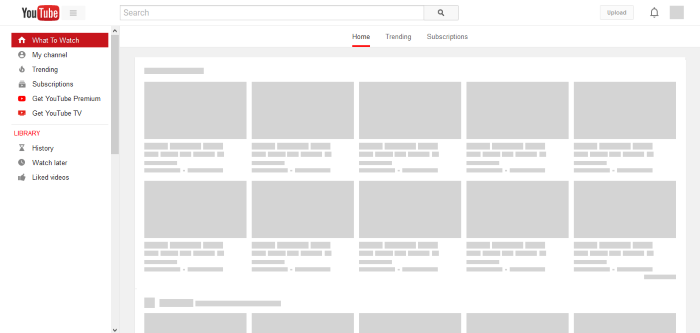 YouTube
Search
Upload
Home Trending Subscriptions
What To Watch
My channel
Trending
Subscriptions
Get YouTube Premium
Get YouTube TV
LIBRARY
History
Watch later
Liked videos